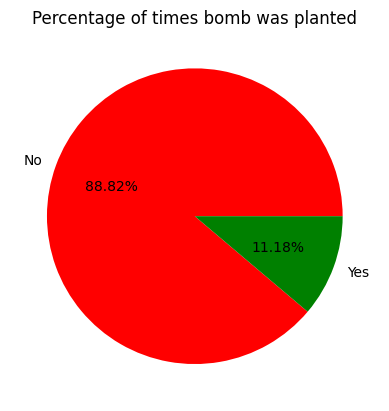 Percentage of times bomb was planted
No
88.82%
11.18%
Yes